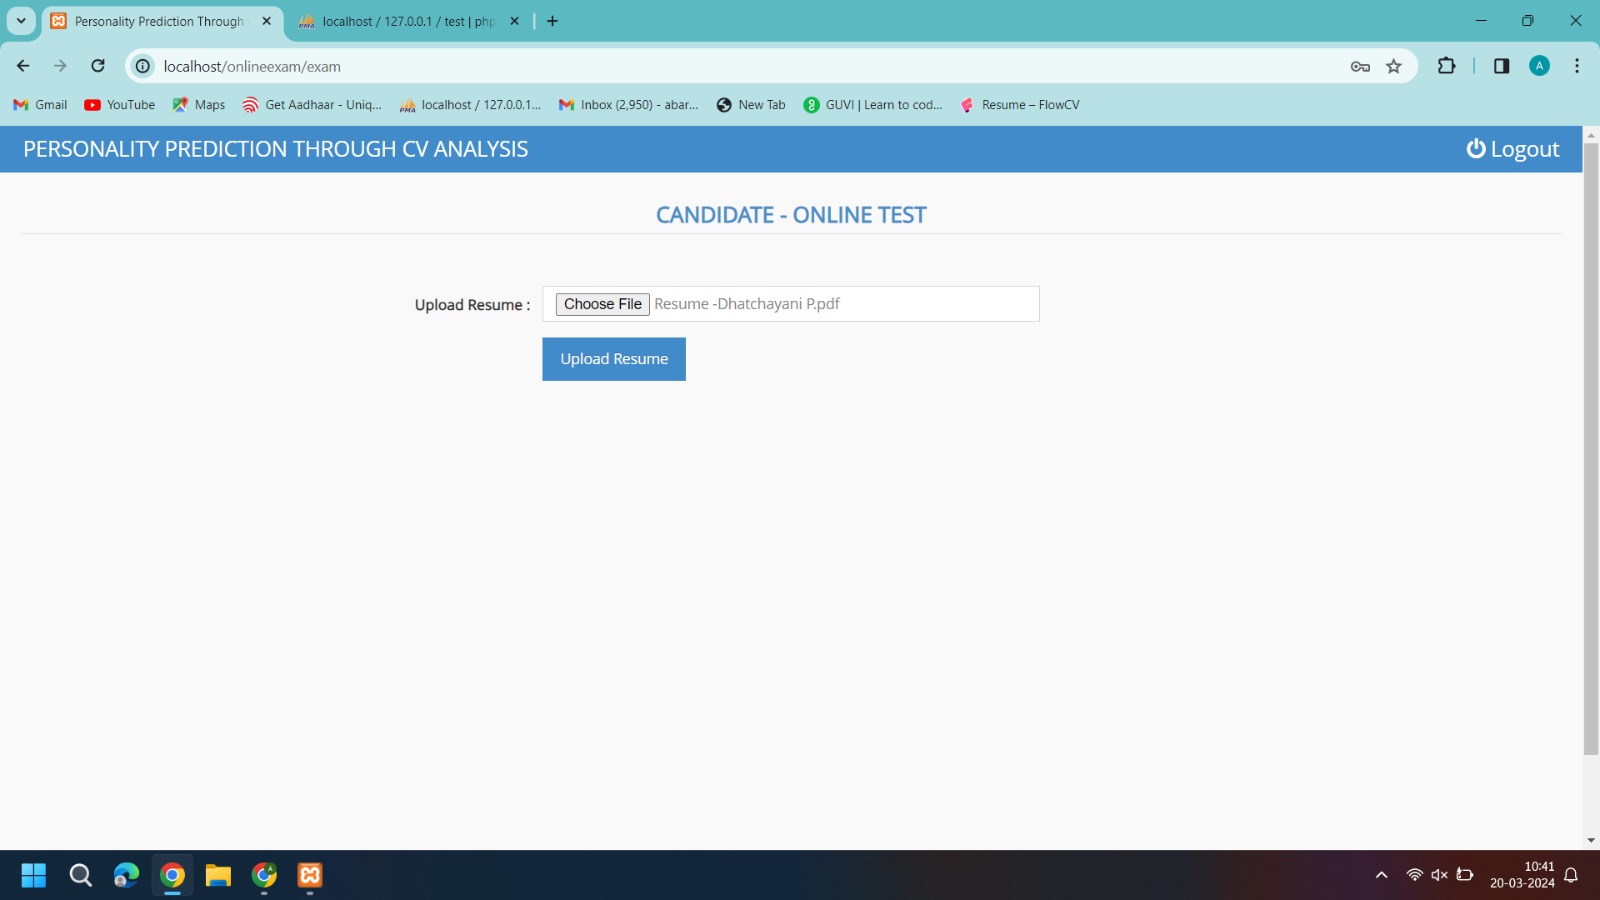 Personality Prediction Through
localhost / 127.0.0.1 / test | php
localhost/onlineexam/exam
A
Gmail
YouTube
Maps
Get Aadhaar - Uniq...
PMA
localhost / 127.0.0.1...
Inbox (2,950) - abar...
New Tab
GUVI | Learn to cod...
Resume – FlowCV
PERSONALITY PREDICTION THROUGH CV ANALYSIS
Logout
CANDIDATE - ONLINE TEST
Upload Resume : Choose File Resume -Dhatchayani P.pdf
Upload Resume
10:41
20-03-2024